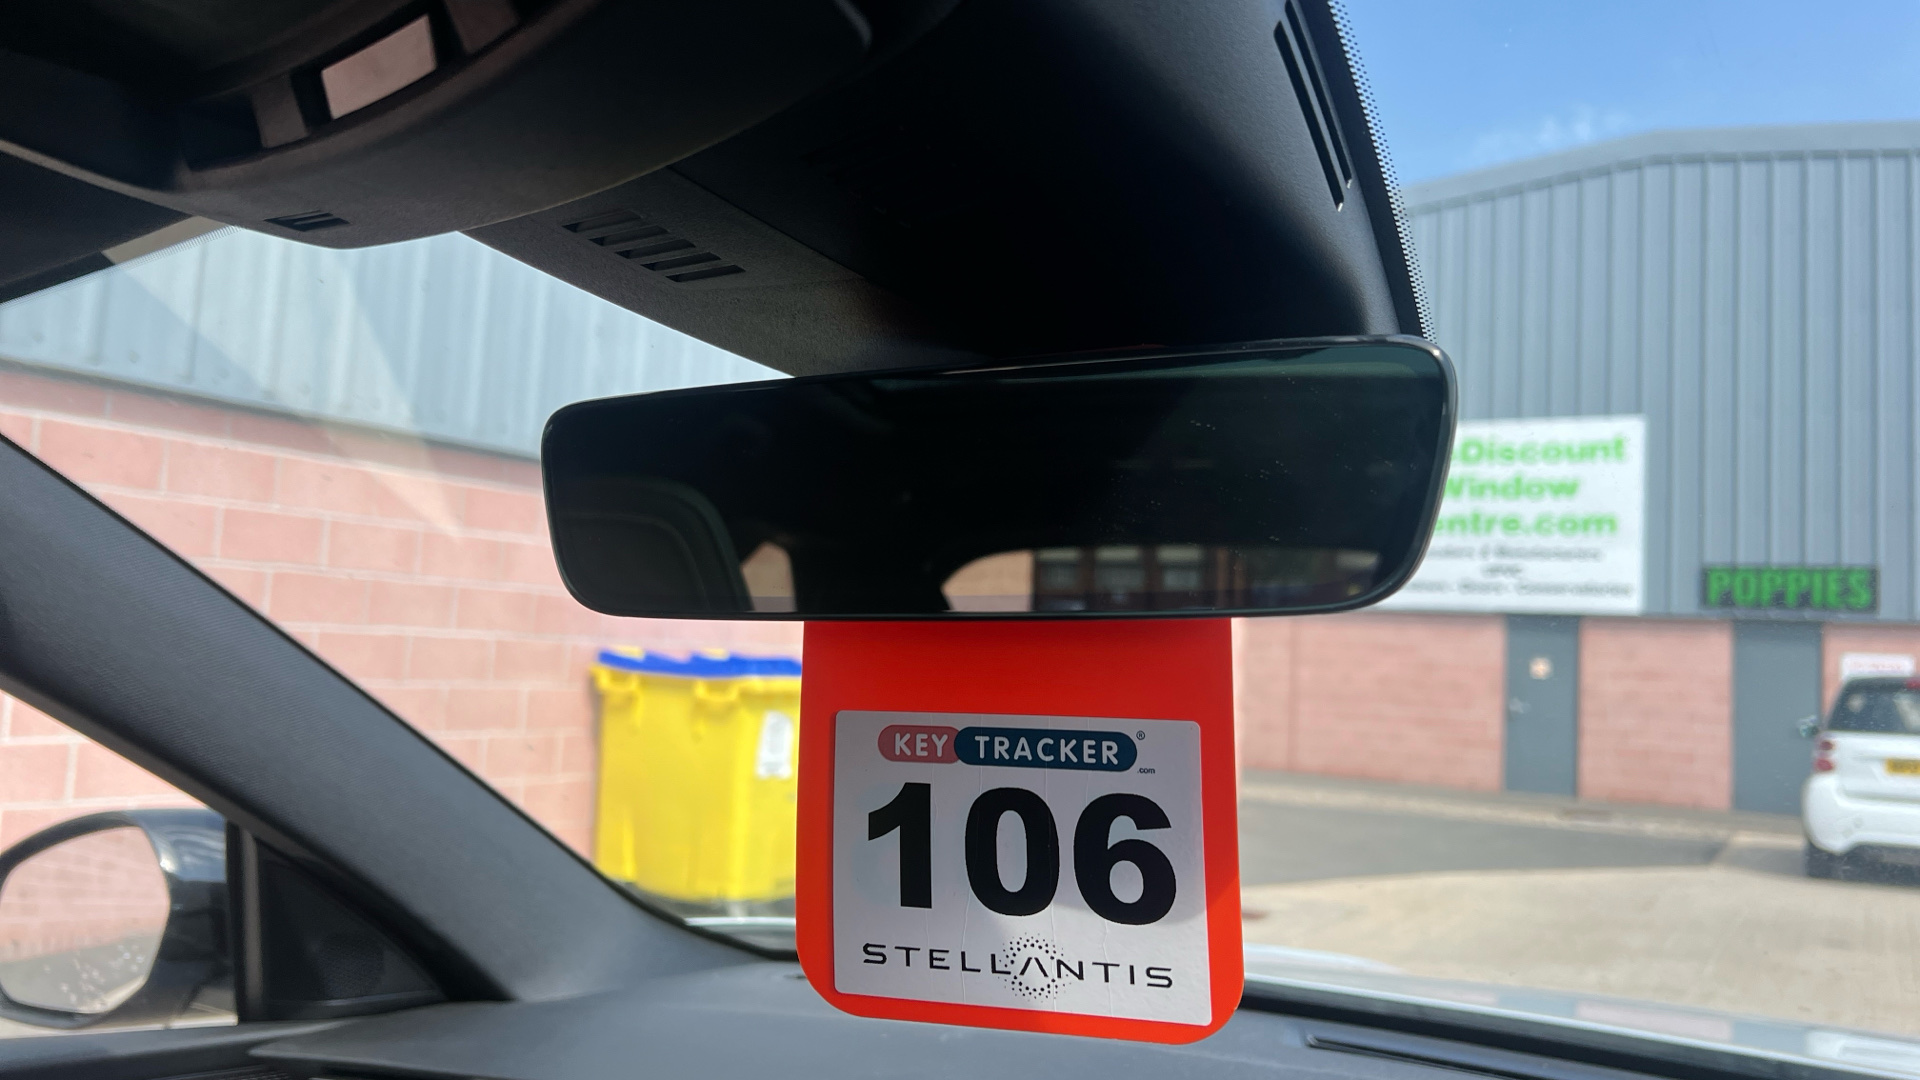 .Discount
Window
entre.com
POPPIES
KEY TRACKER®
.com
106
STELLANTIS